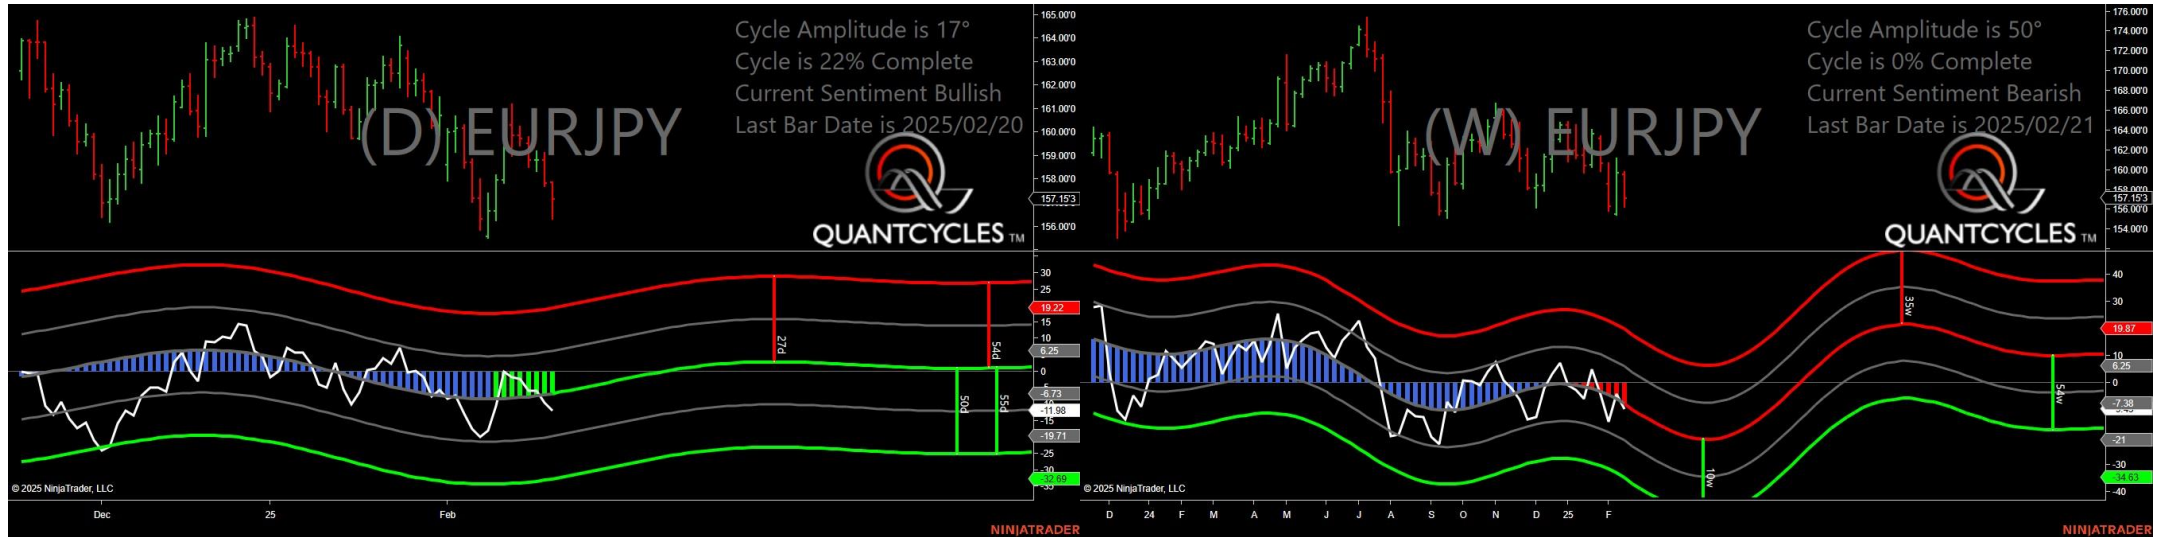 Cycle Amplitude is 17°
Cycle is 22% Complete
Current Sentiment Bullish
Last Bar Date is 2025/02/20
(D) EURJPY
QUANTCYCLES TM
165.00'0
164.00'0
163.00'0
162.00'0
161.00'0
160.00'0
159.00'0
158.00'0
157.15'3
156.00'0
30
25
19.22
15
10
6.25
0
-6.73
-11.98
-15
-19.71
-25
-32.69
27d
54d
50d
55d
© 2025 NinjaTrader, LLC
Dec
25
Feb
NINJATRADER
Cycle Amplitude is 50°
Cycle is 0% Complete
Current Sentiment Bearish
Last Bar Date is 2025/02/21
(W) EURJPY
QUANTCYCLES TM
176.00'0
174.00'0
172.00'0
170.00'0
168.00'0
166.00'0
164.00'0
162.00'0
160.00'0
158.00'0
157.15'3
156.00'0
154.00'0
40
30
19.87
10
6.25
0
-7.38
-21
-30
-34.63
-40
35w
54w
10w
© 2025 NinjaTrader, LLC
D
24
F
M
A
M
J
J
A
S
O
N
D
25
F
NINJATRADER